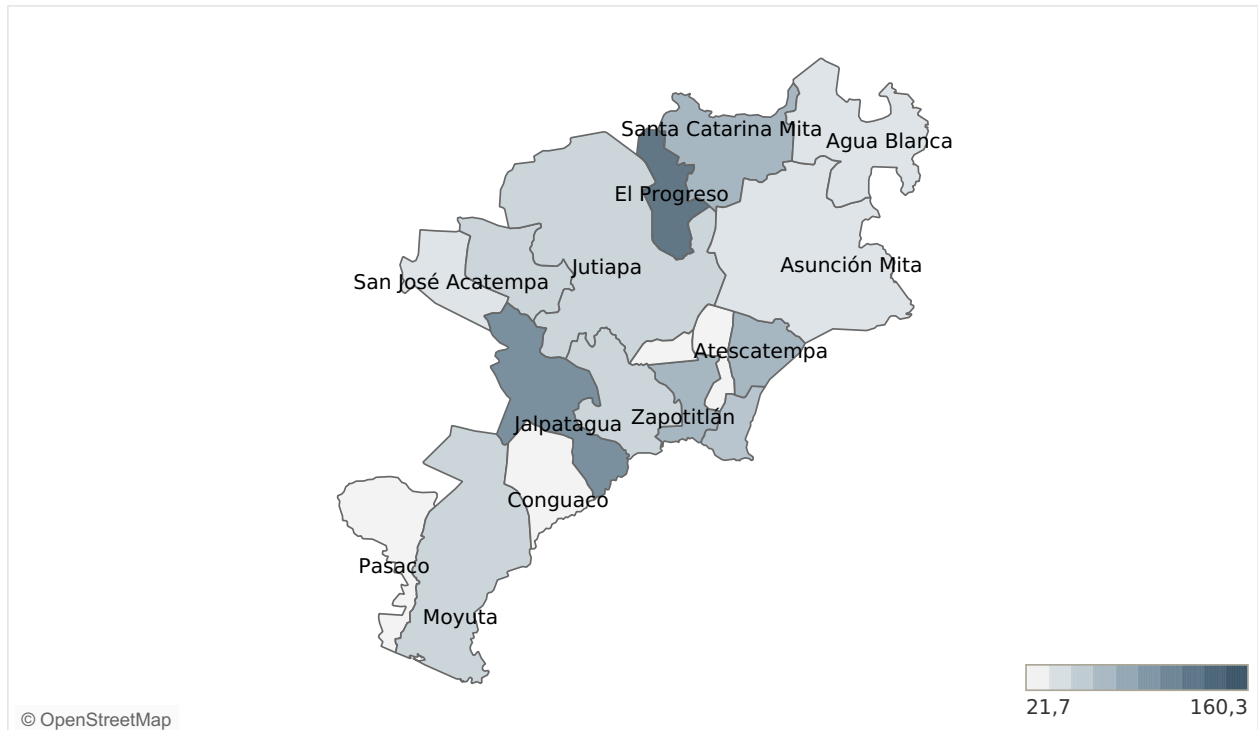 Santa Catarina Mita
Agua Blanca
El Progreso
Asunción Mita
Jutiapa
San José Acatempa
Atescatempa
Zapotitlán
Jalpatagua
Conguaco
Pasaco
Moyuta
21,7
160,3
© OpenStreetMap